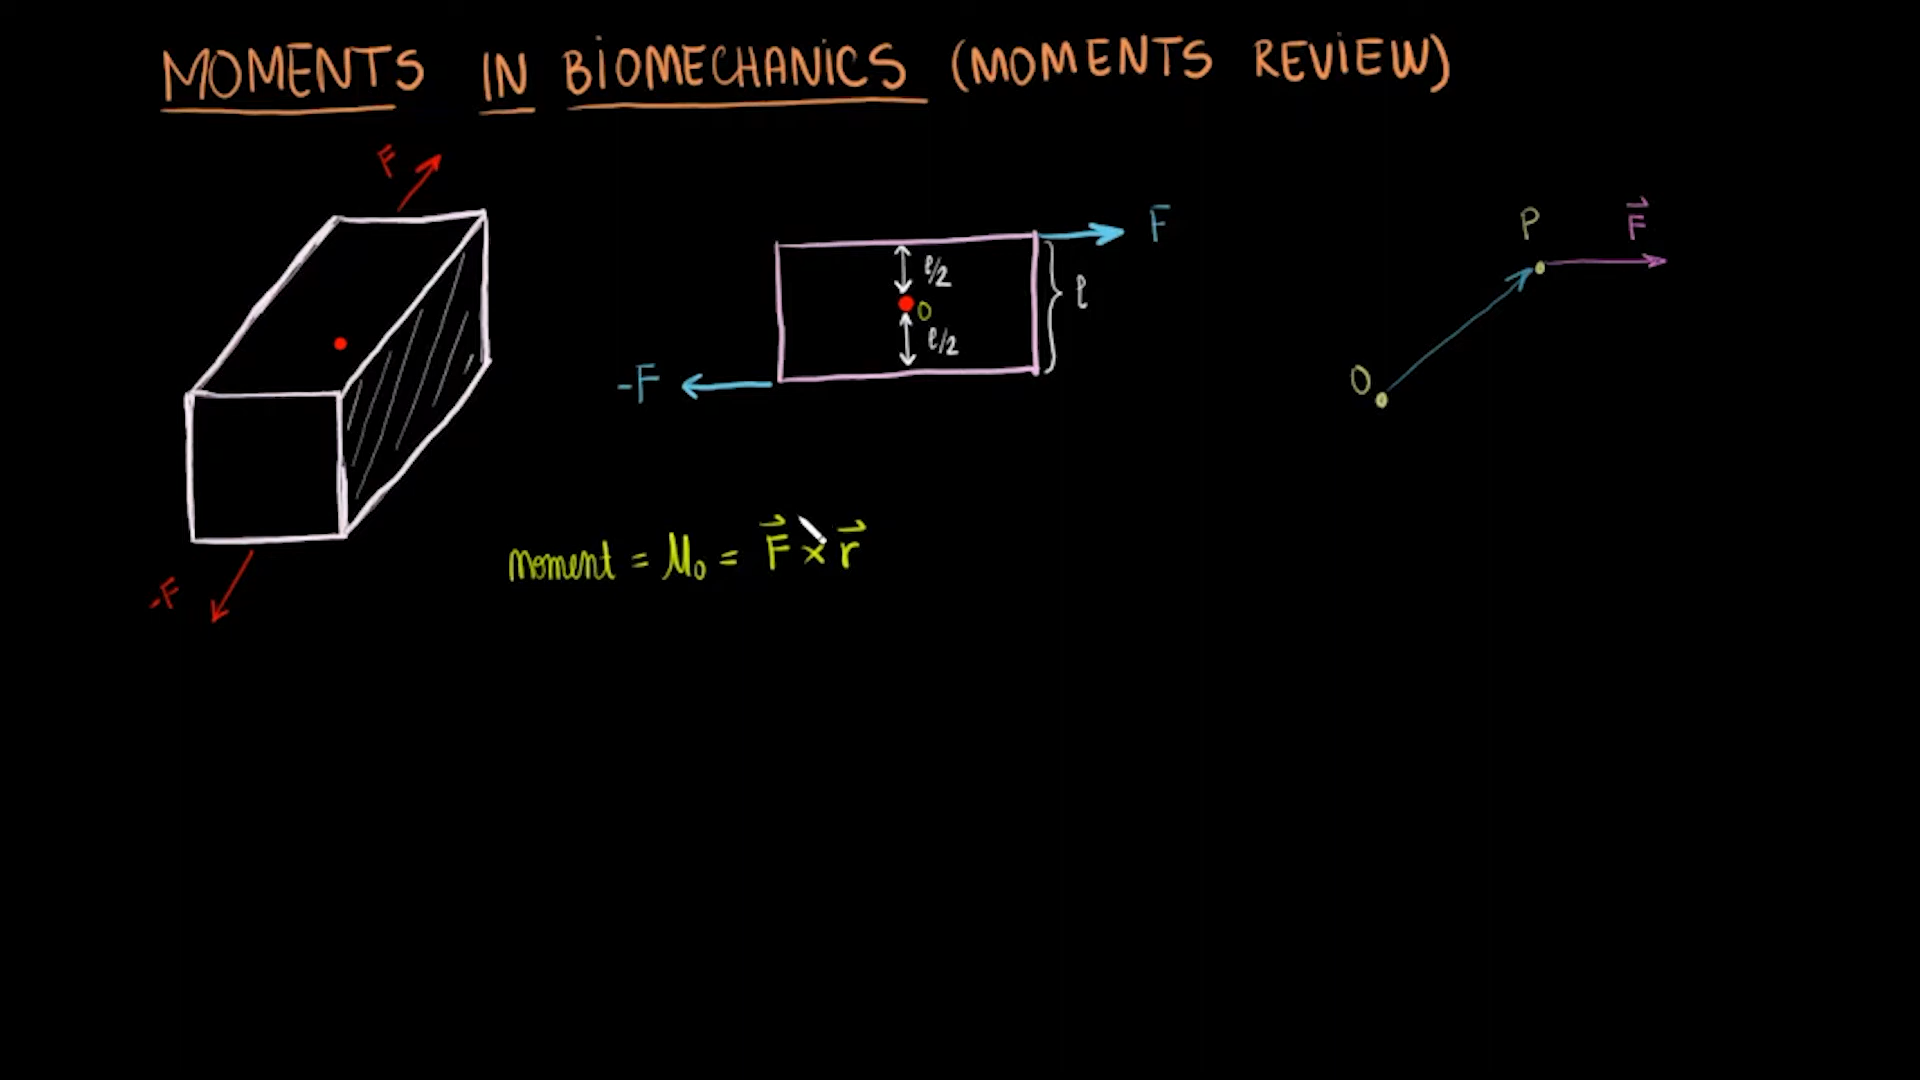 MOMENTS IN BIOMECHANICS (MOMENTS REVIEW)
F
-F
F
-F
l/2
O
l/2
l
P
F⃗
O
moment = M₀ = F⃗ × r⃗